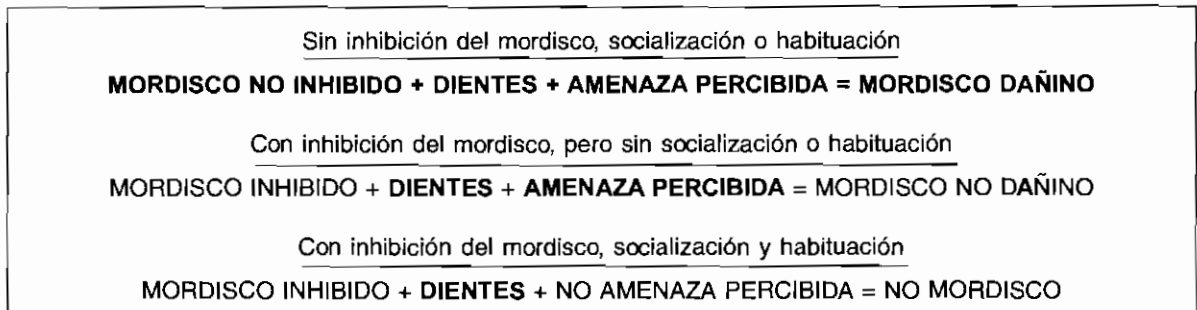 Sin inhibición del mordisco, socialización o habituación
MORDISCO NO INHIBIDO + DIENTES + AMENAZA PERCIBIDA = MORDISCO DAÑINO
Con inhibición del mordisco, pero sin socialización o habituación
MORDISCO INHIBIDO + DIENTES + AMENAZA PERCIBIDA = MORDISCO NO DAÑINO
Con inhibición del mordisco, socialización y habituación
MORDISCO INHIBIDO + DIENTES + NO AMENAZA PERCIBIDA = NO MORDISCO